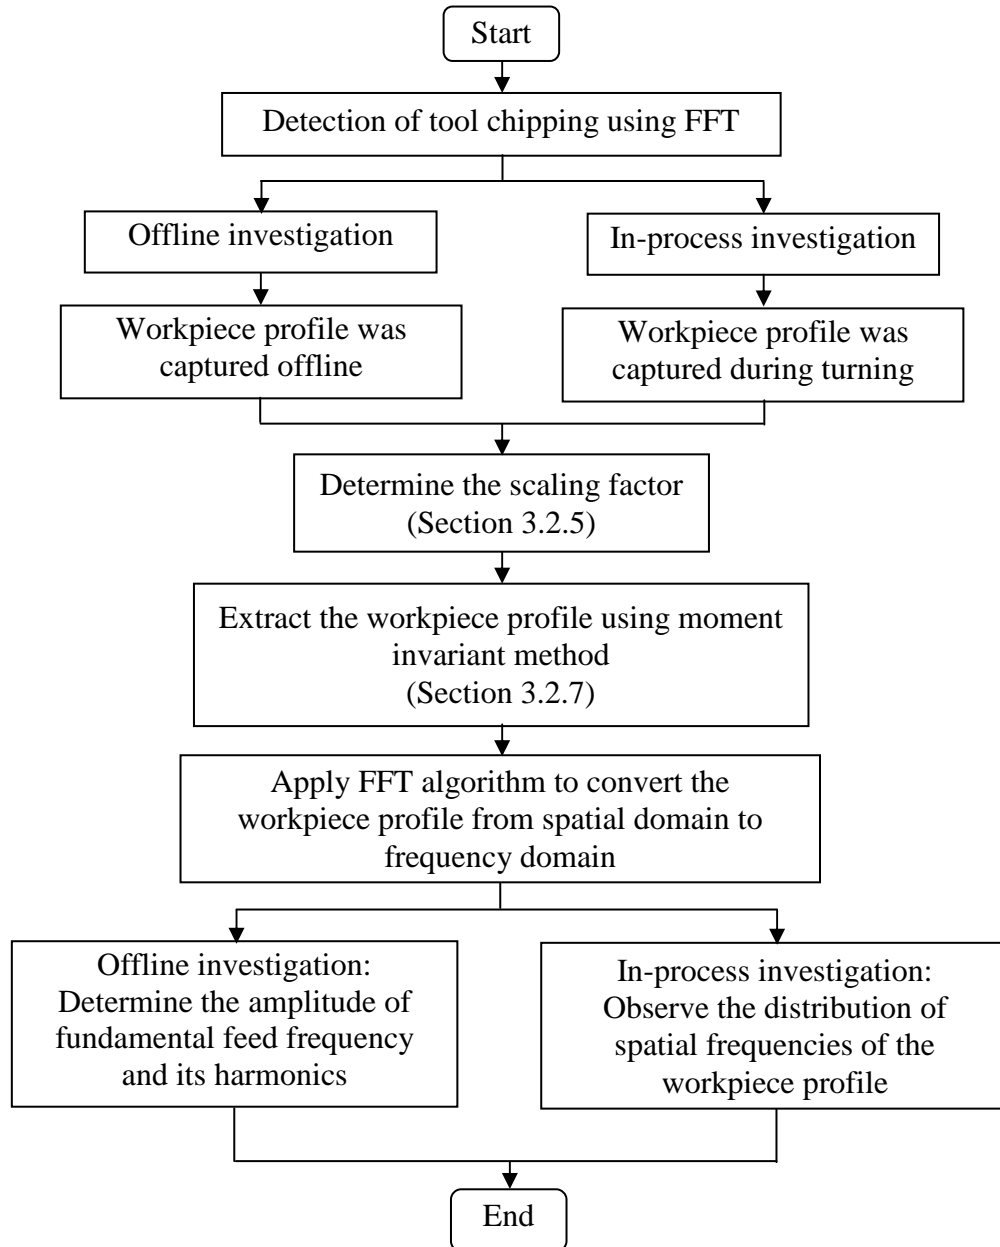 Start
Detection of tool chipping using FFT
Offline investigation
In-process investigation
Workpiece profile was
captured offline
Workpiece profile was
captured during turning
Determine the scaling factor
(Section 3.2.5)
Extract the workpiece profile using moment
invariant method
(Section 3.2.7)
Apply FFT algorithm to convert the
workpiece profile from spatial domain to
frequency domain
Offline investigation:
Determine the amplitude of
fundamental feed frequency
and its harmonics
In-process investigation:
Observe the distribution of
spatial frequencies of the
workpiece profile
End